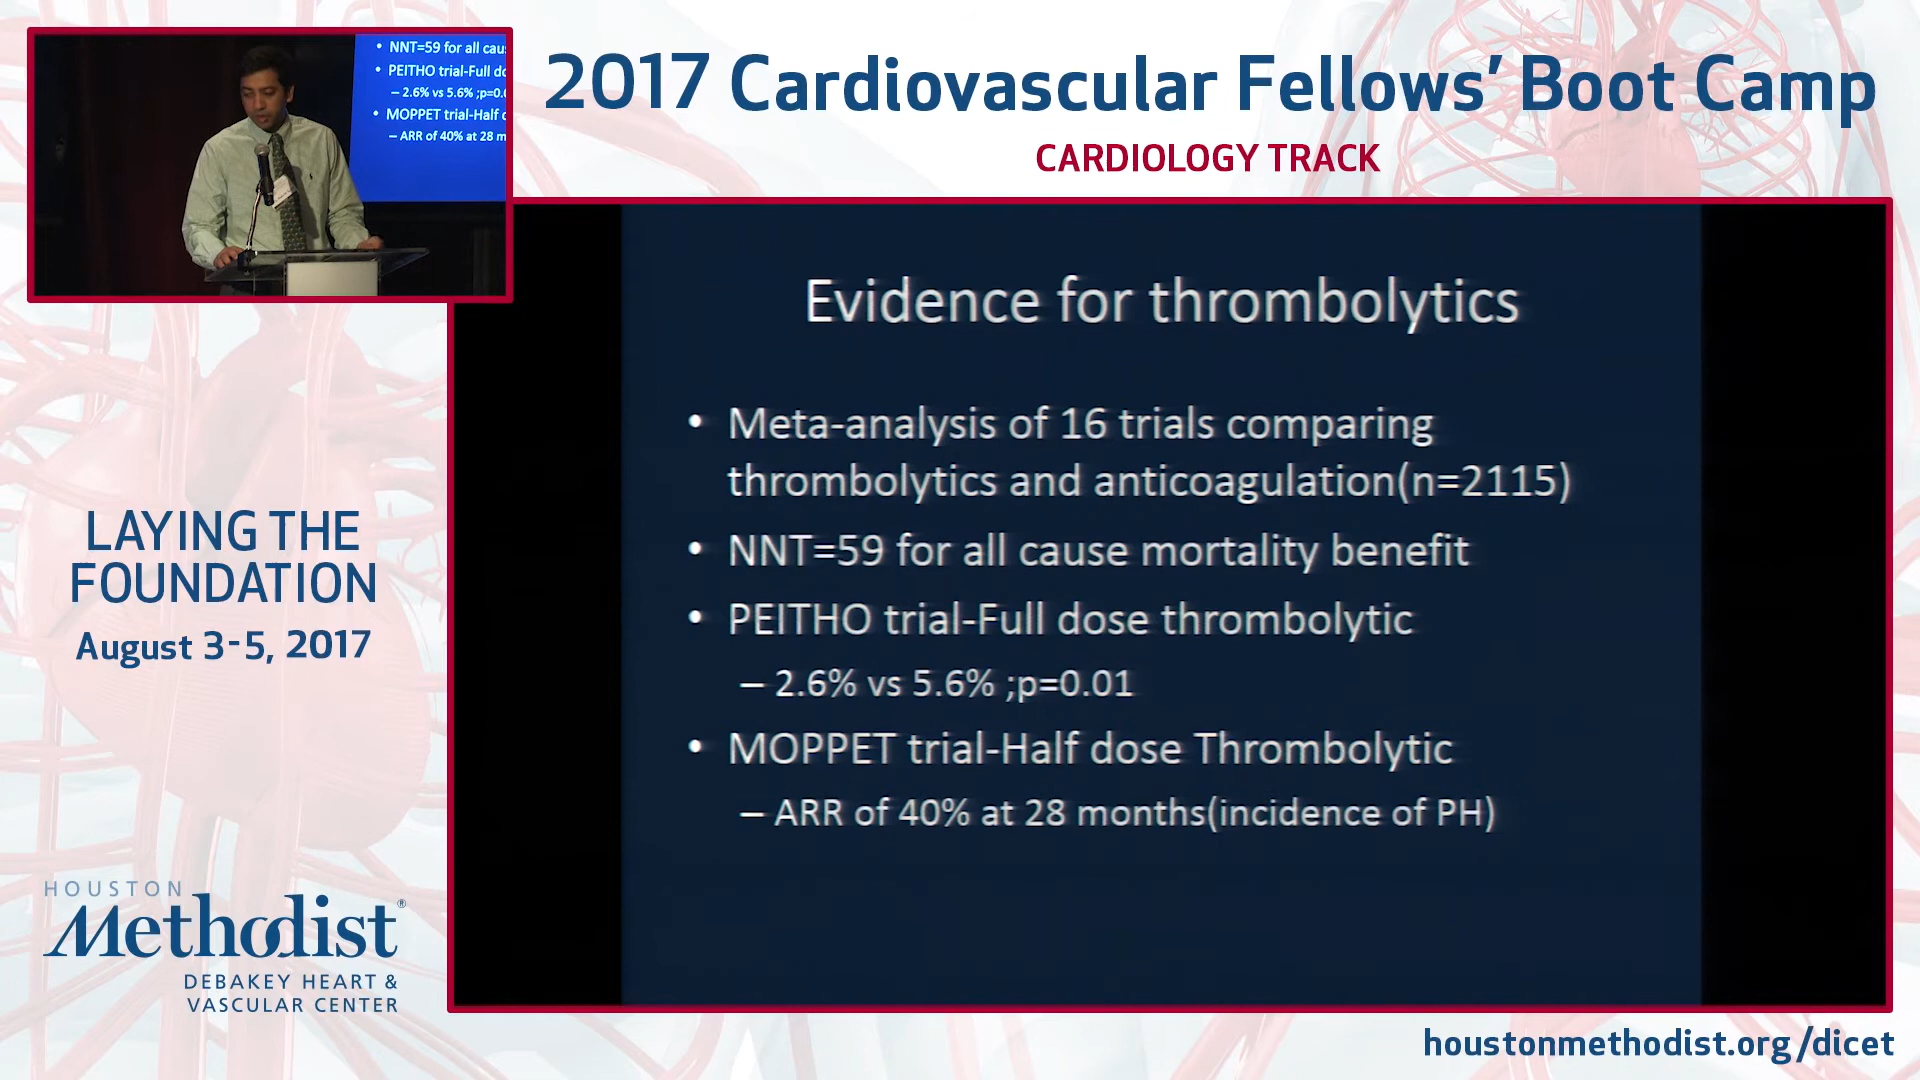 • NNT=59 for all cau
• PEITHO trial-Full do
– 2.6% vs 5.6% ;p=0.0
• MOPPET trial-Half d
– ARR of 40% at 28 m
2017 Cardiovascular Fellows’ Boot Camp
CARDIOLOGY TRACK
Evidence for thrombolytics
• Meta-analysis of 16 trials comparing
thrombolytics and anticoagulation(n=2115)
• NNT=59 for all cause mortality benefit
• PEITHO trial-Full dose thrombolytic
– 2.6% vs 5.6% ;p=0.01
• MOPPET trial-Half dose Thrombolytic
– ARR of 40% at 28 months(incidence of PH)
LAYING THE
FOUNDATION
August 3-5, 2017
HOUSTON
Methodist®
DEBAKEY HEART &
VASCULAR CENTER
houstonmethodist.org/dicet